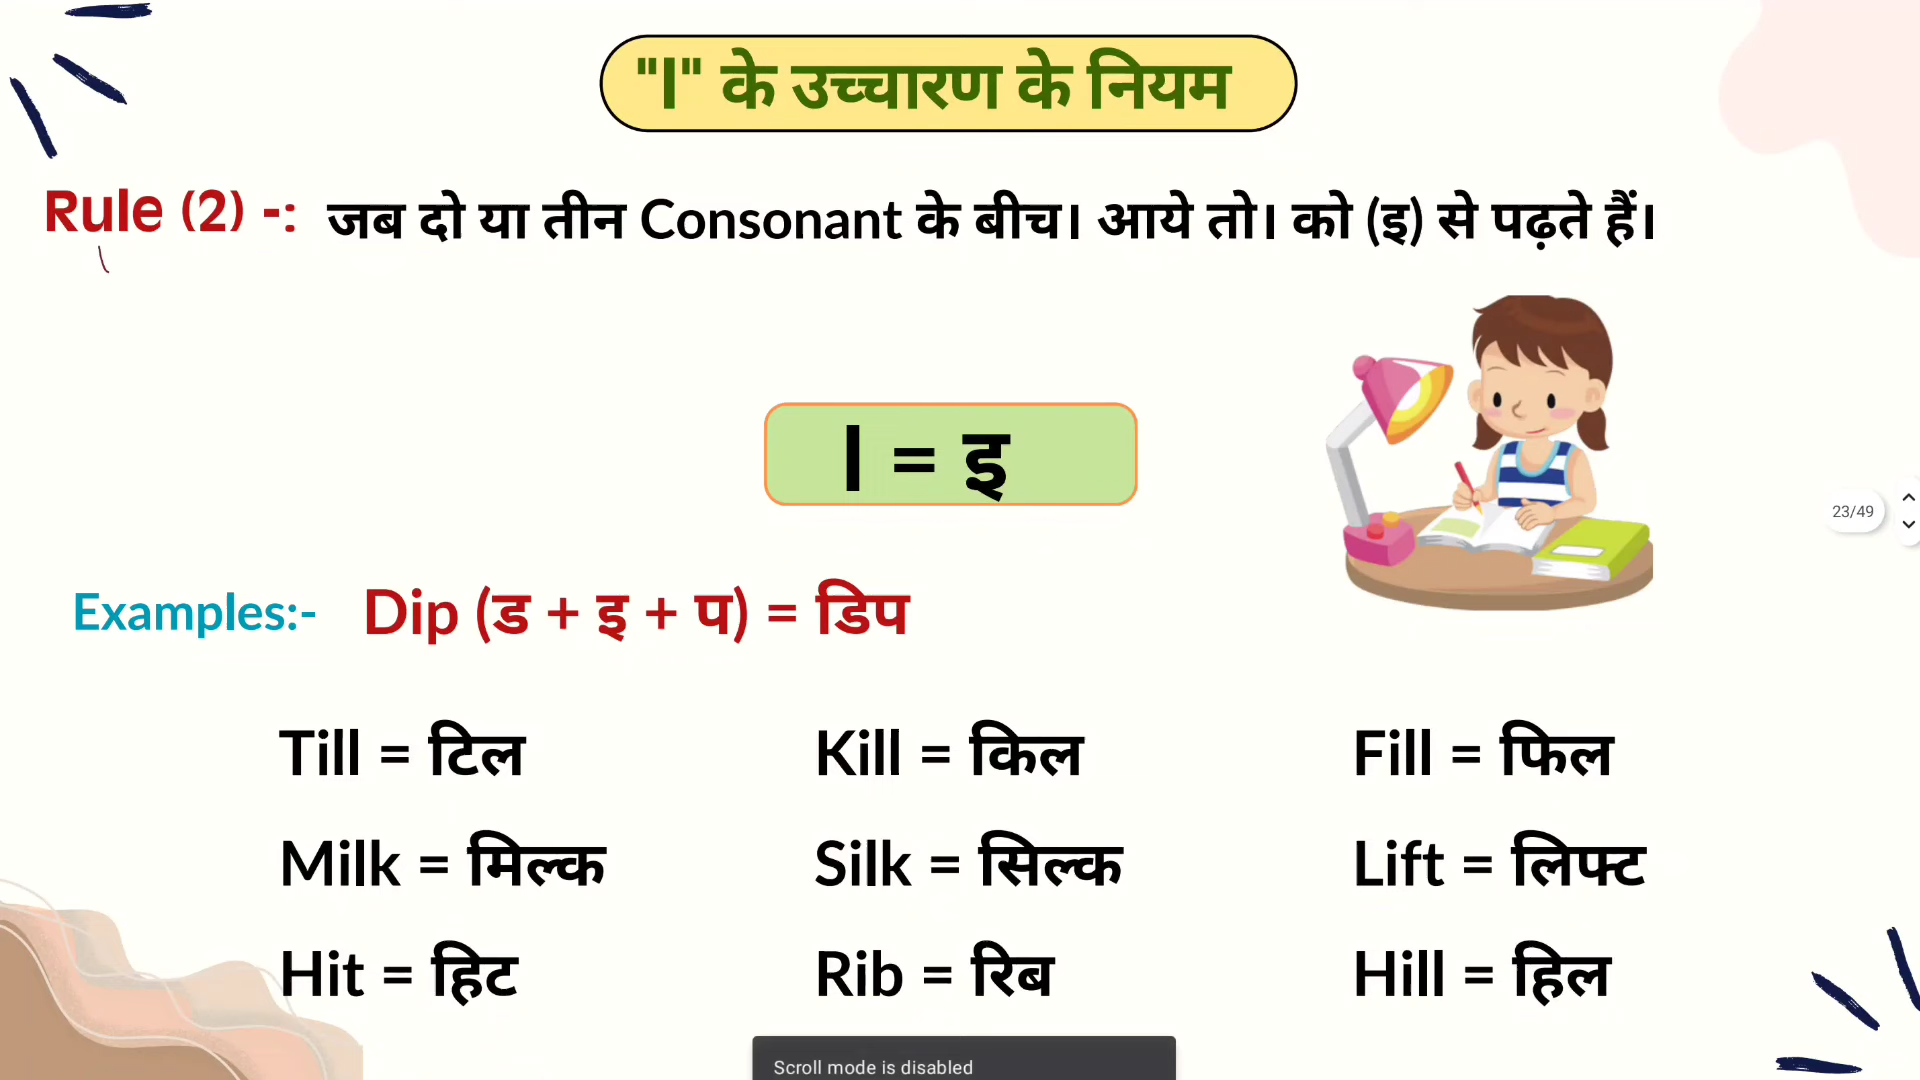 "I" के उच्चारण के नियम
Rule (2) -: जब दो या तीन Consonant के बीच। आये तो। को (इ) से पढ़ते हैं।
I = इ
23/49
Examples:- Dip (ड + इ + प) = डिप
Till = टिल Kill = किल Fill = फिल
Milk = मिल्क Silk = सिल्क Lift = लिफ्ट
Hit = हिट Rib = रिब Hill = हिल
Scroll mode is disabled